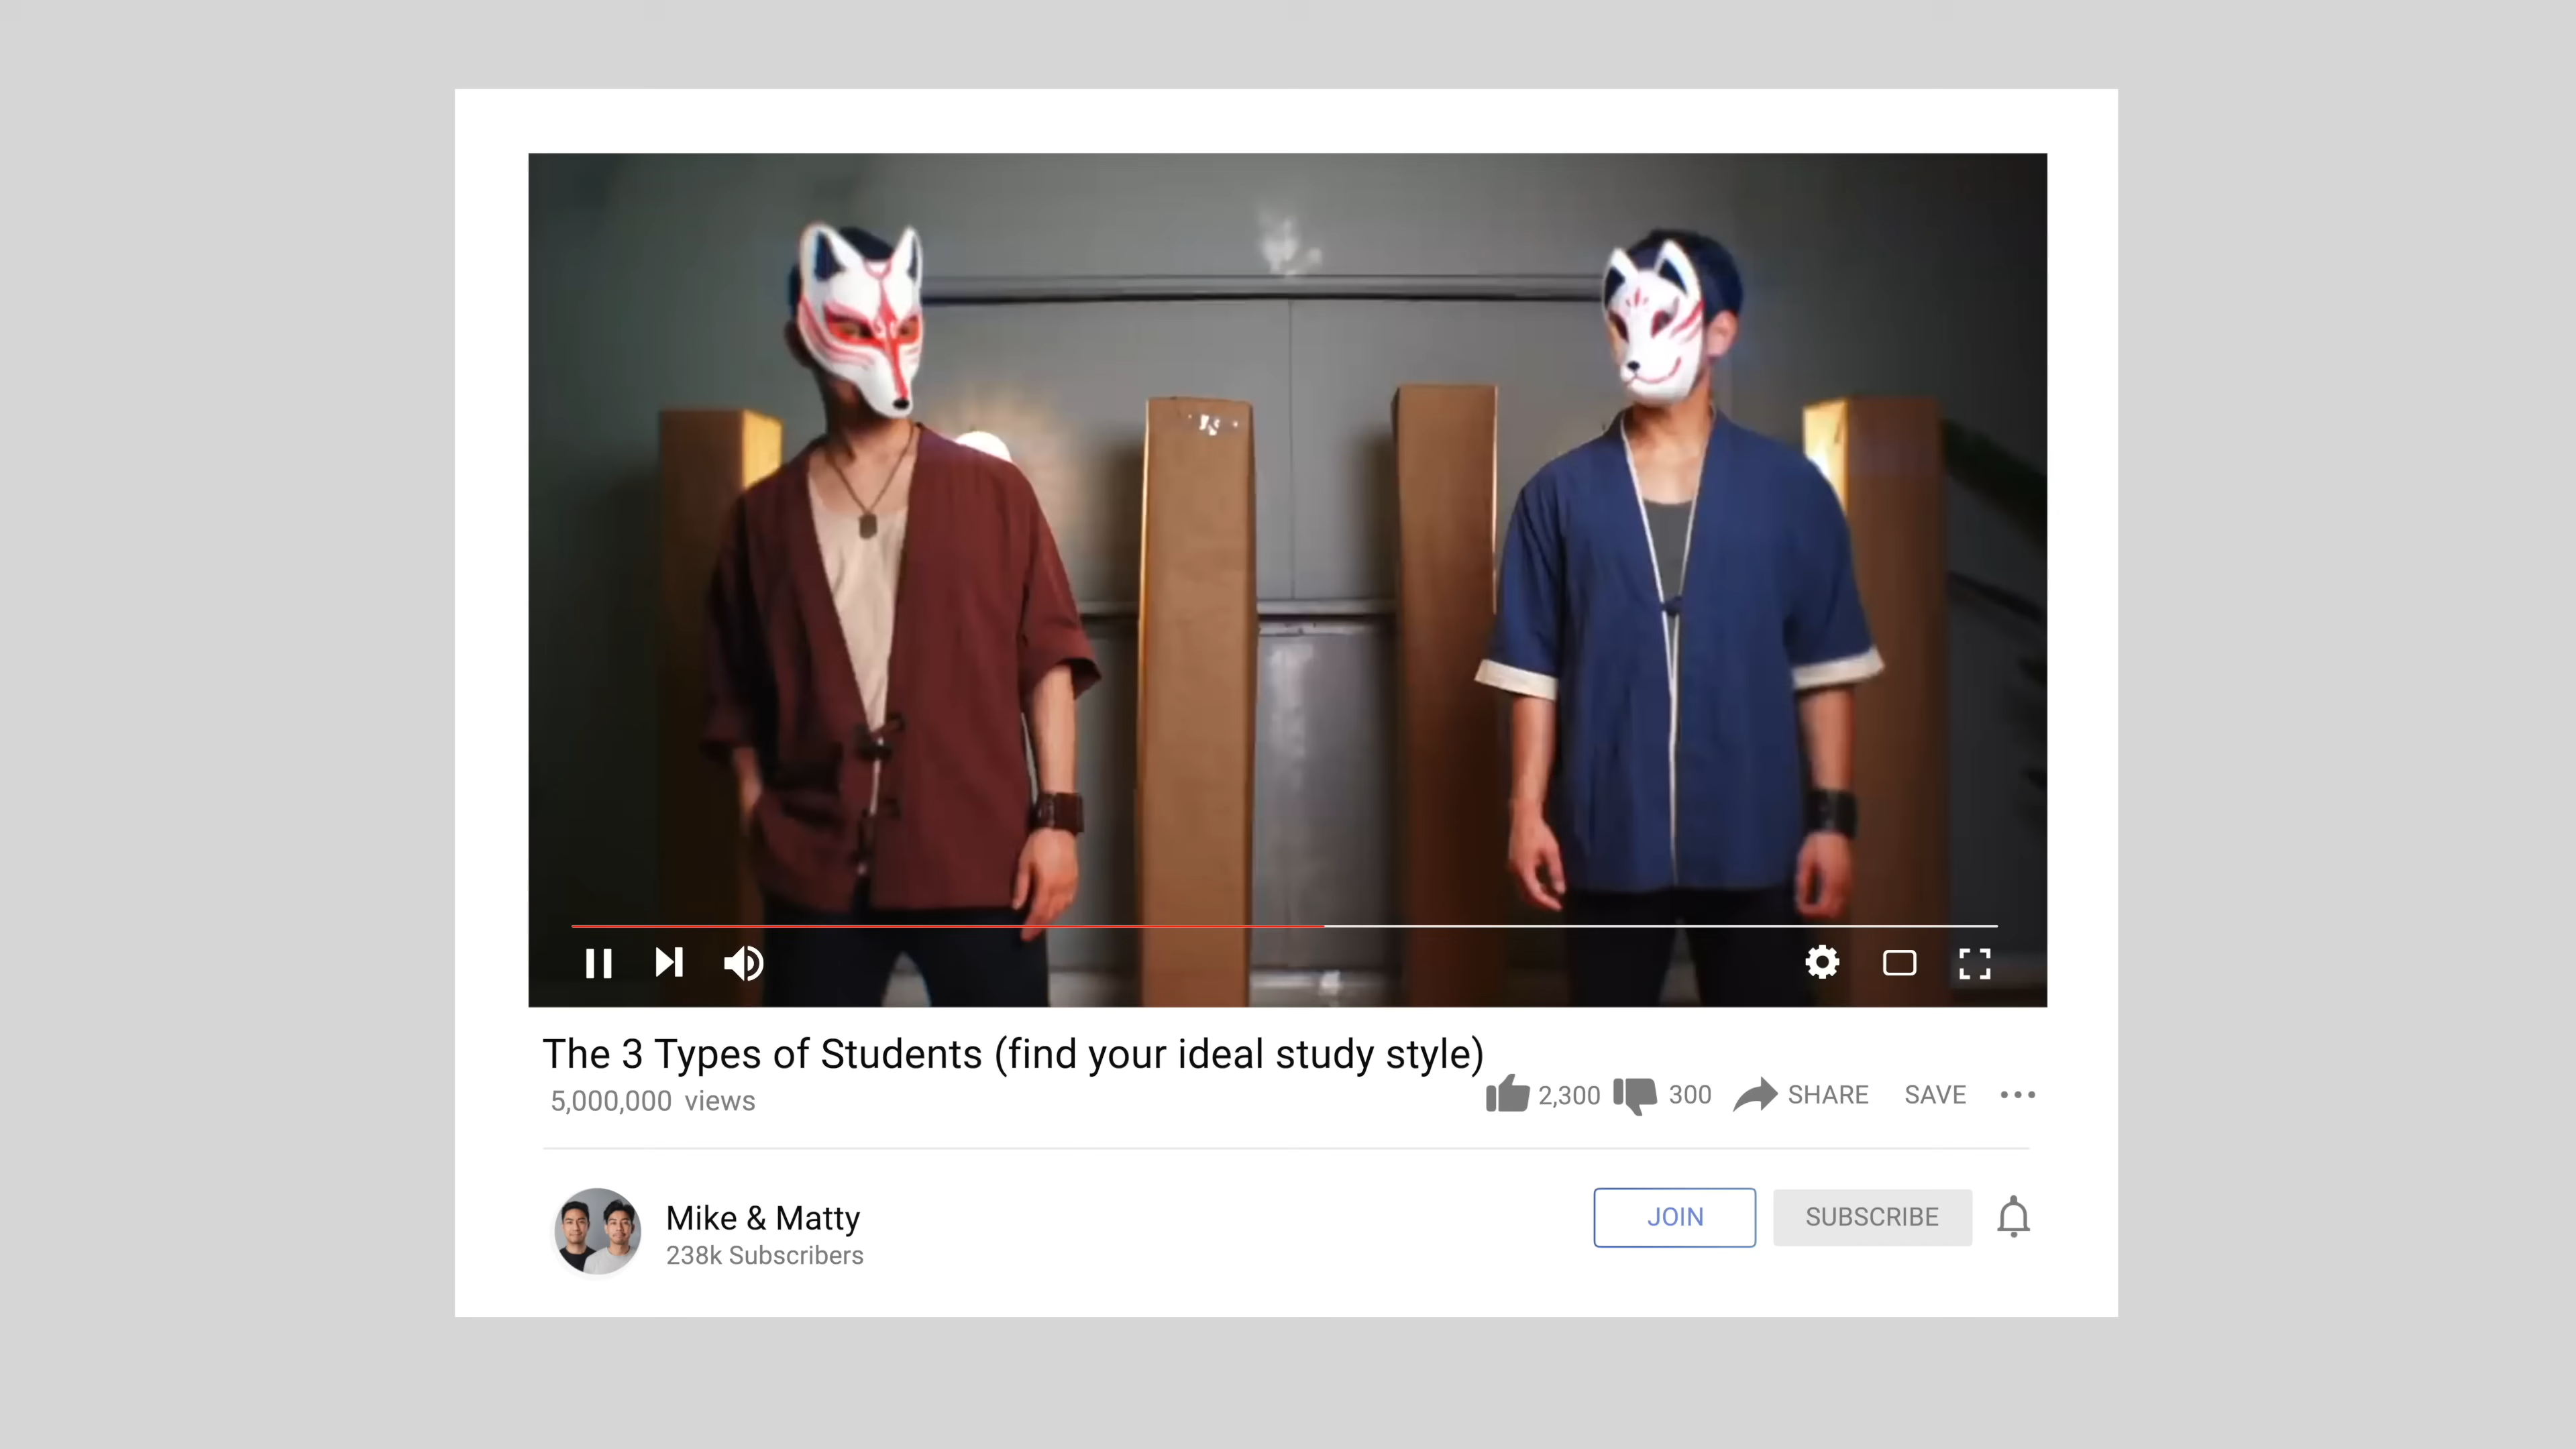 The 3 Types of Students (find your ideal study style)
5,000,000 views
2,300 300 SHARE SAVE
Mike & Matty
238k Subscribers
JOIN SUBSCRIBE